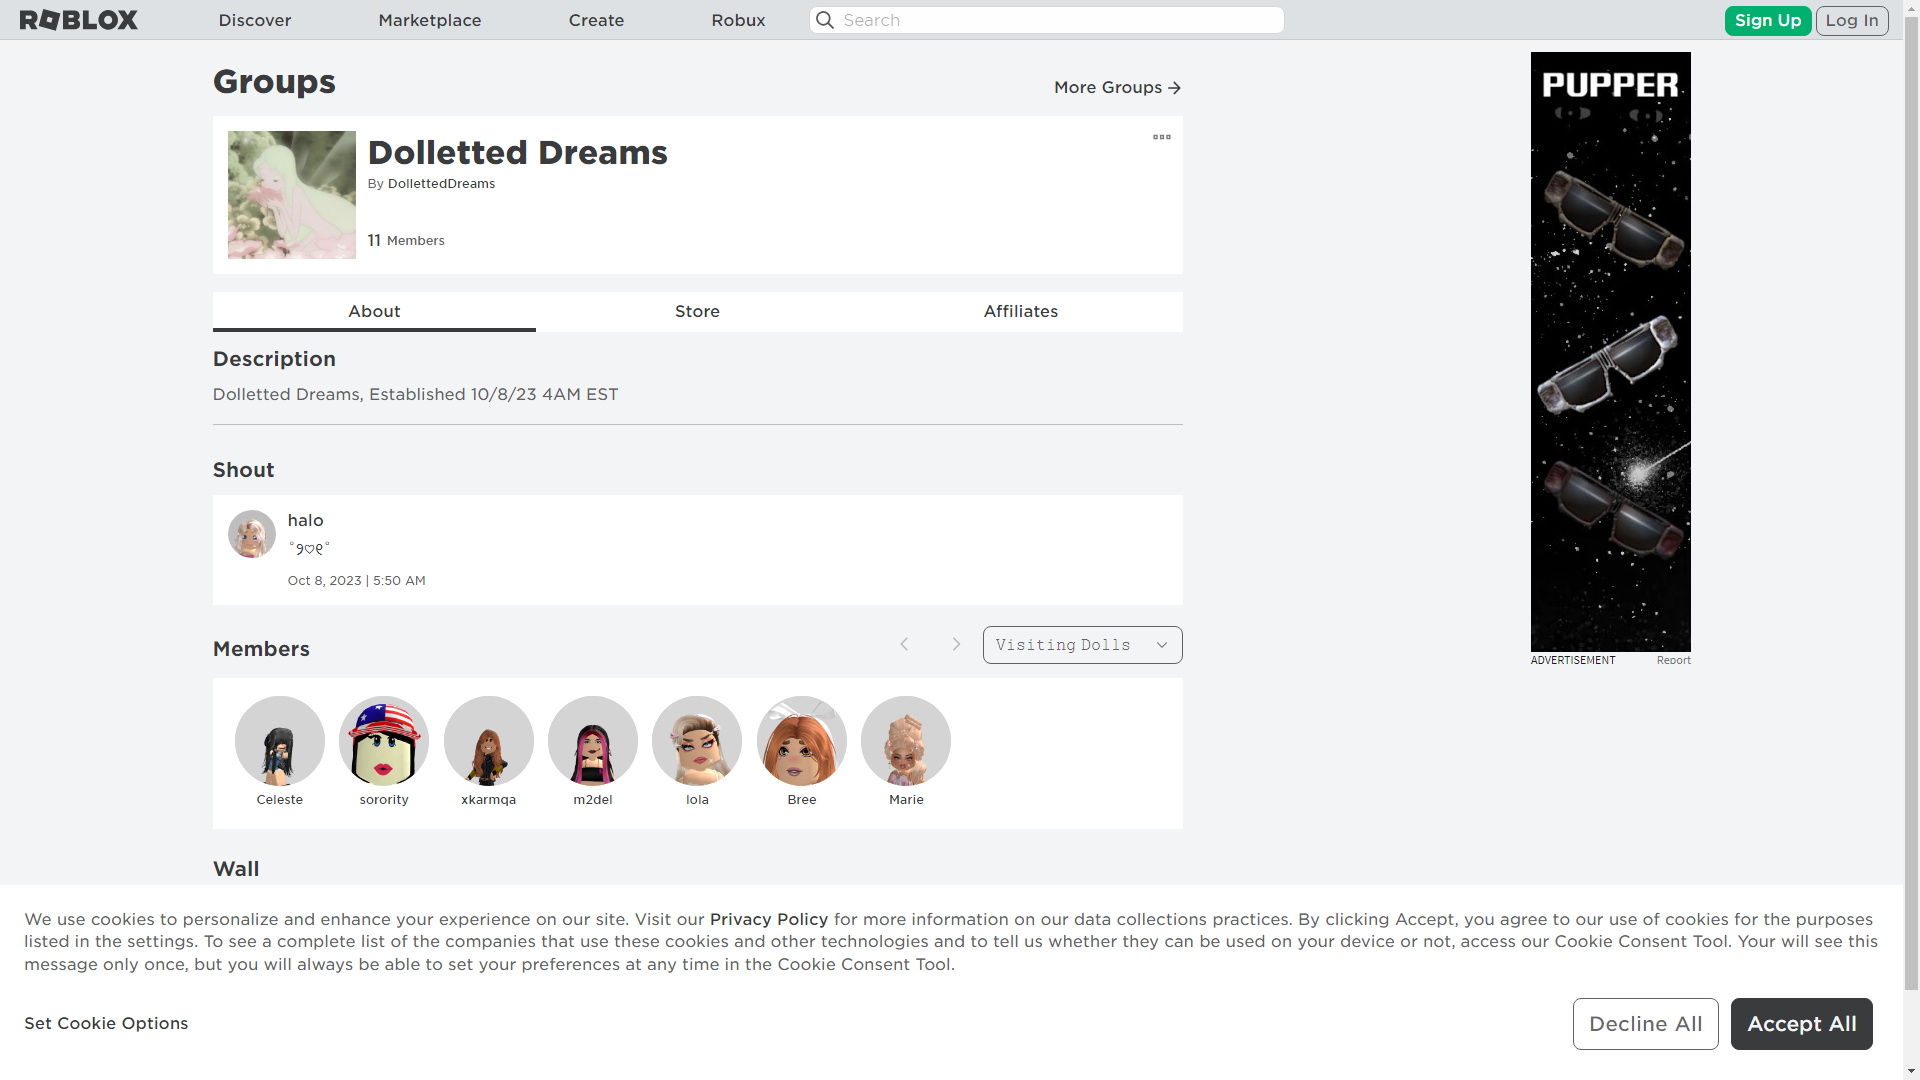 ROBLOX
Discover
Marketplace
Create
Robux
Search
Sign Up
Log In
Groups
More Groups
Dolletted Dreams
By DollettedDreams
11 Members
About
Store
Affiliates
Description
Dolletted Dreams, Established 10/8/23 4AM EST
Shout
halo
˚୨♡୧˚
Oct 8, 2023 | 5:50 AM
Members
Visiting Dolls
Celeste
sorority
xkarmqa
m2del
lola
Bree
Marie
Wall
PUPPER
ADVERTISEMENT
Report
We use cookies to personalize and enhance your experience on our site. Visit our Privacy Policy for more information on our data collections practices. By clicking Accept, you agree to our use of cookies for the purposes
listed in the settings. To see a complete list of the companies that use these cookies and other technologies and to tell us whether they can be used on your device or not, access our Cookie Consent Tool. Your will see this
message only once, but you will always be able to set your preferences at any time in the Cookie Consent Tool.
Set Cookie Options
Decline All
Accept All